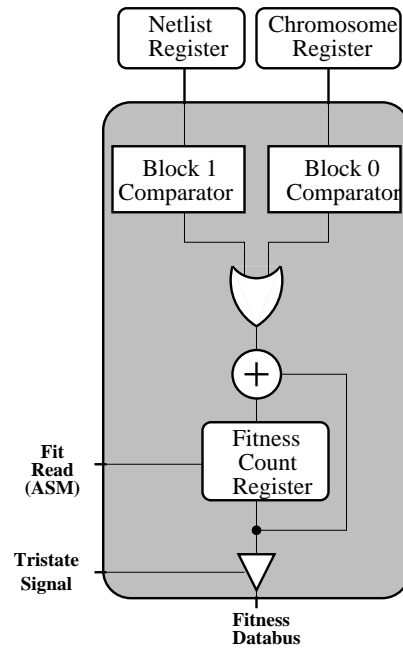 Netlist
Register
Chromosome
Register
Block 1
Comparator
Block 0
Comparator
+
Fitness
Count
Register
Fit
Read
(ASM)
Tristate
Signal
Fitness
Databus